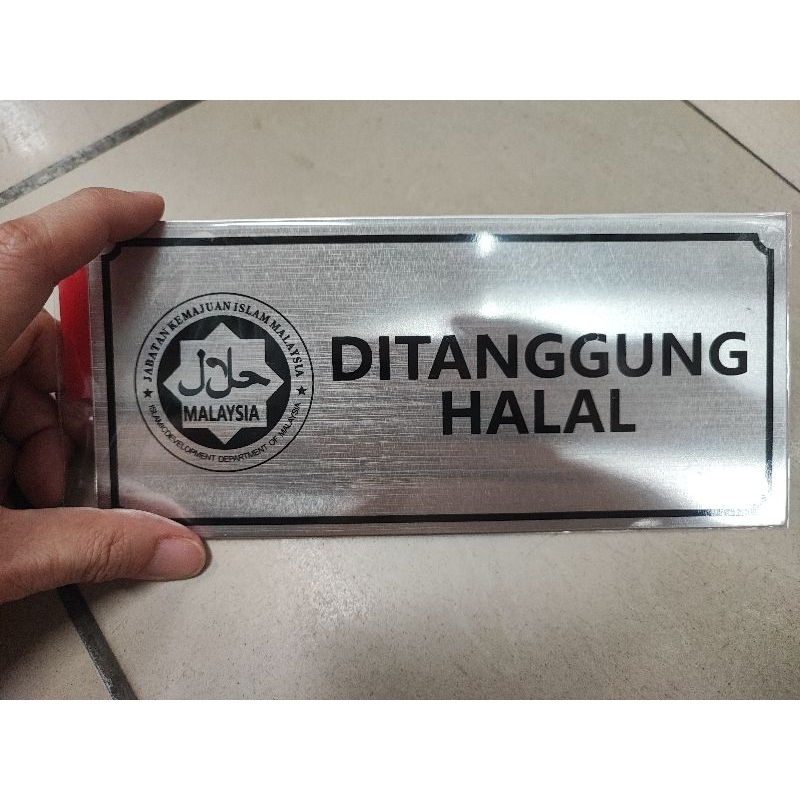 JABATAN KEMAJUAN ISLAM MALAYSIA
حلال
MALAYSIA
ISLAMIC DEVELOPMENT DEPARTMENT OF MALAYSIA
DITANGGUNG
HALAL